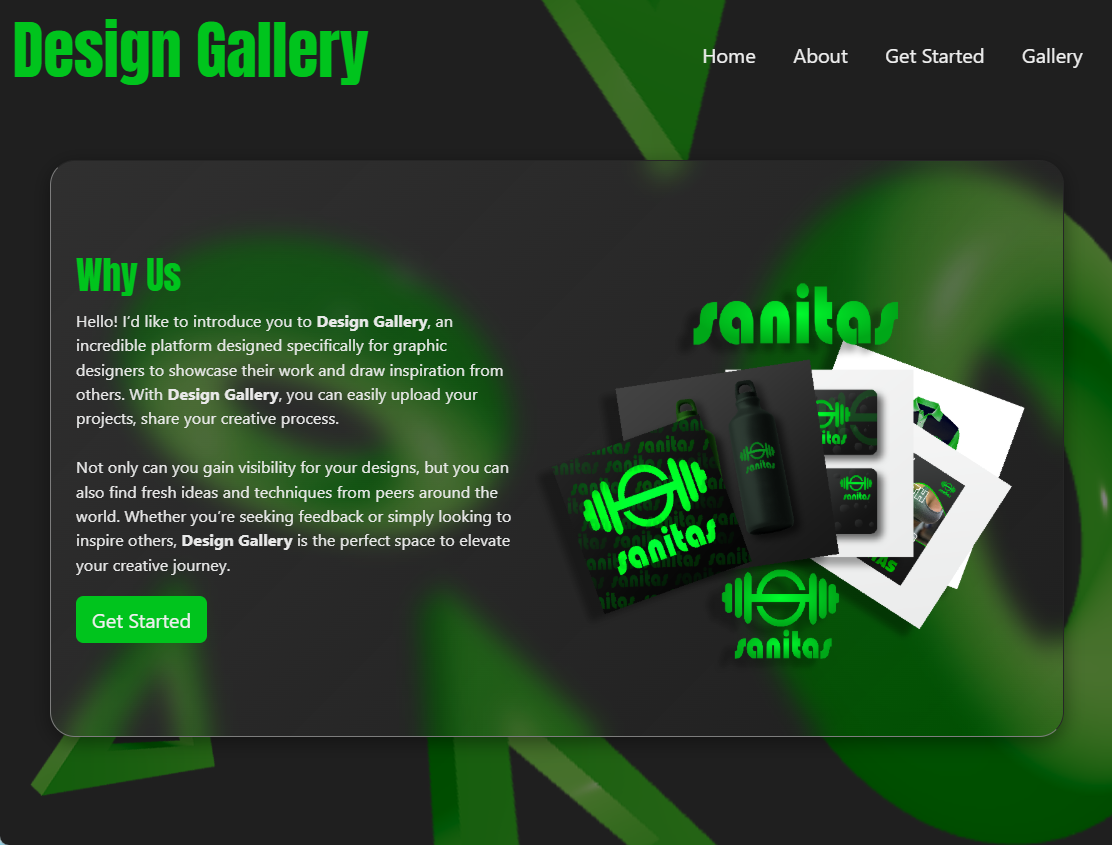 Design Gallery
Home About Get Started Gallery
Why Us
Hello! I’d like to introduce you to Design Gallery, an
incredible platform designed specifically for graphic
designers to showcase their work and draw inspiration from
others. With Design Gallery, you can easily upload your
projects, share your creative process.
Not only can you gain visibility for your designs, but you can
also find fresh ideas and techniques from peers around the
world. Whether you’re seeking feedback or simply looking to
inspire others, Design Gallery is the perfect space to elevate
your creative journey.
Get Started
sanitas
sanitas
sanitas
sanitas
sanitas